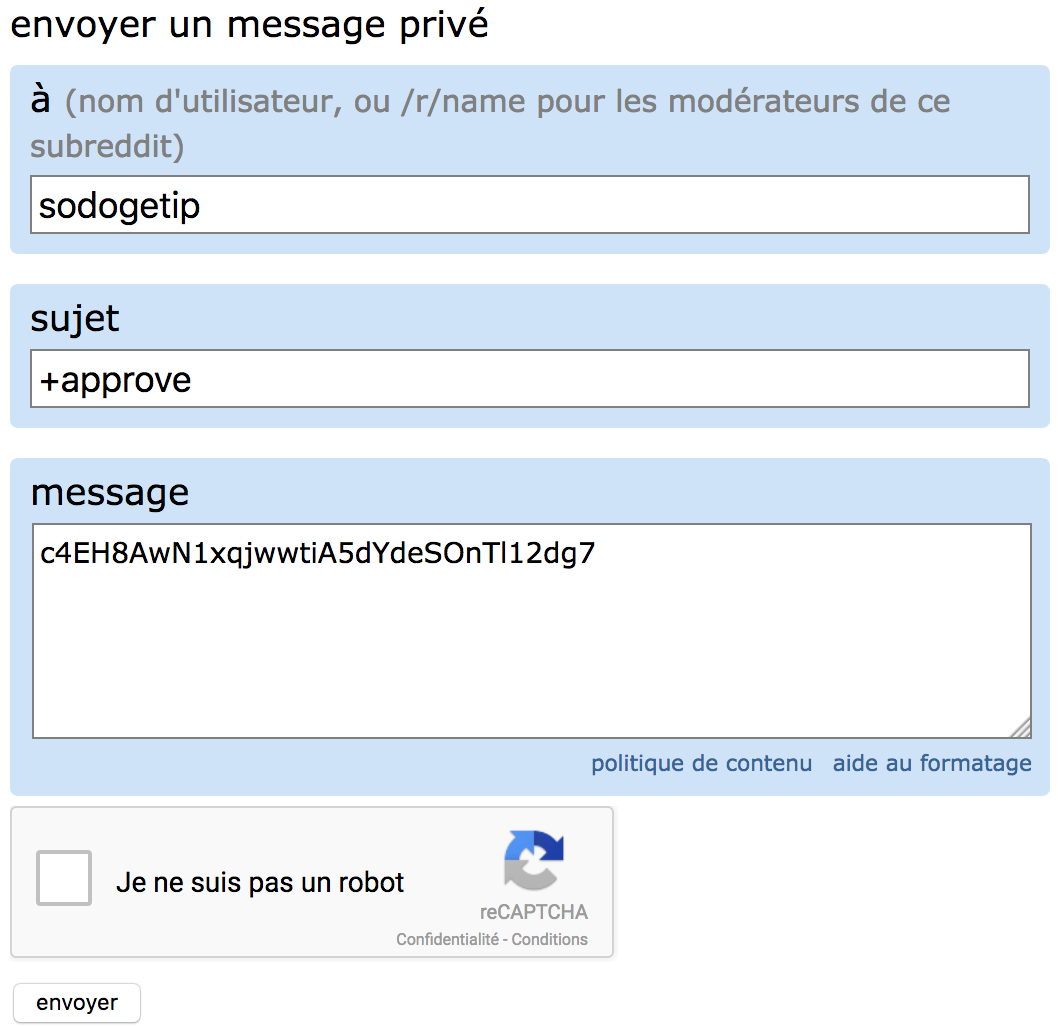 envoyer un message privé
à (nom d'utilisateur, ou /r/name pour les modérateurs de ce
subreddit)
sodogetip
sujet
+approve
message
c4EH8AwN1xqjwwtiA5dYdeSOnTl12dg7
politique de contenu aide au formatage
Je ne suis pas un robot
reCAPTCHA
Confidentialité - Conditions
envoyer